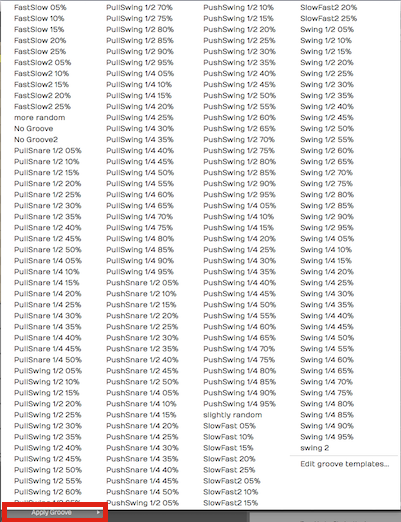 FastSlow 05%
FastSlow 10%
FastSlow 15%
FastSlow 20%
FastSlow 25%
FastSlow2 05%
FastSlow2 10%
FastSlow2 15%
FastSlow2 20%
FastSlow2 25%
more random
No Groove
No Groove2
PullSnare 1/2 05%
PullSnare 1/2 10%
PullSnare 1/2 15%
PullSnare 1/2 20%
PullSnare 1/2 25%
PullSnare 1/2 30%
PullSnare 1/2 35%
PullSnare 1/2 40%
PullSnare 1/2 45%
PullSnare 1/2 50%
PullSnare 1/4 05%
PullSnare 1/4 10%
PullSnare 1/4 15%
PullSnare 1/4 20%
PullSnare 1/4 25%
PullSnare 1/4 30%
PullSnare 1/4 35%
PullSnare 1/4 40%
PullSnare 1/4 45%
PullSnare 1/4 50%
PullSwing 1/2 05%
PullSwing 1/2 10%
PullSwing 1/2 15%
PullSwing 1/2 20%
PullSwing 1/2 25%
PullSwing 1/2 30%
PullSwing 1/2 35%
PullSwing 1/2 40%
PullSwing 1/2 45%
PullSwing 1/2 50%
PullSwing 1/2 55%
PullSwing 1/2 60%
PullSwing 1/2 65%
PullSwing 1/2 70%
PullSwing 1/2 75%
PullSwing 1/2 80%
PullSwing 1/2 85%
PullSwing 1/2 90%
PullSwing 1/2 95%
PullSwing 1/4 05%
PullSwing 1/4 10%
PullSwing 1/4 15%
PullSwing 1/4 20%
PullSwing 1/4 25%
PullSwing 1/4 30%
PullSwing 1/4 35%
PullSwing 1/4 40%
PullSwing 1/4 45%
PullSwing 1/4 50%
PullSwing 1/4 55%
PullSwing 1/4 60%
PullSwing 1/4 65%
PullSwing 1/4 70%
PullSwing 1/4 75%
PullSwing 1/4 80%
PullSwing 1/4 85%
PullSwing 1/4 90%
PullSwing 1/4 95%
PushSnare 1/2 05%
PushSnare 1/2 10%
PushSnare 1/2 15%
PushSnare 1/2 20%
PushSnare 1/2 25%
PushSnare 1/2 30%
PushSnare 1/2 35%
PushSnare 1/2 40%
PushSnare 1/2 45%
PushSnare 1/2 50%
PushSnare 1/4 05%
PushSnare 1/4 10%
PushSnare 1/4 15%
PushSnare 1/4 20%
PushSnare 1/4 25%
PushSnare 1/4 30%
PushSnare 1/4 35%
PushSnare 1/4 40%
PushSnare 1/4 45%
PushSnare 1/4 50%
PushSwing 1/2 05%
PushSwing 1/2 10%
PushSwing 1/2 15%
PushSwing 1/2 20%
PushSwing 1/2 25%
PushSwing 1/2 30%
PushSwing 1/2 35%
PushSwing 1/2 40%
PushSwing 1/2 45%
PushSwing 1/2 50%
PushSwing 1/2 55%
PushSwing 1/2 60%
PushSwing 1/2 65%
PushSwing 1/2 70%
PushSwing 1/2 75%
PushSwing 1/2 80%
PushSwing 1/2 85%
PushSwing 1/2 90%
PushSwing 1/2 95%
PushSwing 1/4 05%
PushSwing 1/4 10%
PushSwing 1/4 15%
PushSwing 1/4 20%
PushSwing 1/4 25%
PushSwing 1/4 30%
PushSwing 1/4 35%
PushSwing 1/4 40%
PushSwing 1/4 45%
PushSwing 1/4 50%
PushSwing 1/4 55%
PushSwing 1/4 60%
PushSwing 1/4 65%
PushSwing 1/4 70%
PushSwing 1/4 75%
PushSwing 1/4 80%
PushSwing 1/4 85%
PushSwing 1/4 90%
PushSwing 1/4 95%
slightly random
SlowFast 05%
SlowFast 10%
SlowFast 15%
SlowFast 20%
SlowFast 25%
SlowFast2 05%
SlowFast2 10%
SlowFast2 15%
SlowFast2 20%
SlowFast2 25%
Swing 1/2 05%
Swing 1/2 10%
Swing 1/2 15%
Swing 1/2 20%
Swing 1/2 25%
Swing 1/2 30%
Swing 1/2 35%
Swing 1/2 40%
Swing 1/2 45%
Swing 1/2 50%
Swing 1/2 55%
Swing 1/2 60%
Swing 1/2 65%
Swing 1/2 70%
Swing 1/2 75%
Swing 1/2 80%
Swing 1/2 85%
Swing 1/2 90%
Swing 1/2 95%
Swing 1/4 05%
Swing 1/4 10%
Swing 1/4 15%
Swing 1/4 20%
Swing 1/4 25%
Swing 1/4 30%
Swing 1/4 35%
Swing 1/4 40%
Swing 1/4 45%
Swing 1/4 50%
Swing 1/4 55%
Swing 1/4 60%
Swing 1/4 65%
Swing 1/4 70%
Swing 1/4 75%
Swing 1/4 80%
Swing 1/4 85%
Swing 1/4 90%
Swing 1/4 95%
swing 2
Edit groove templates...
Apply Groove